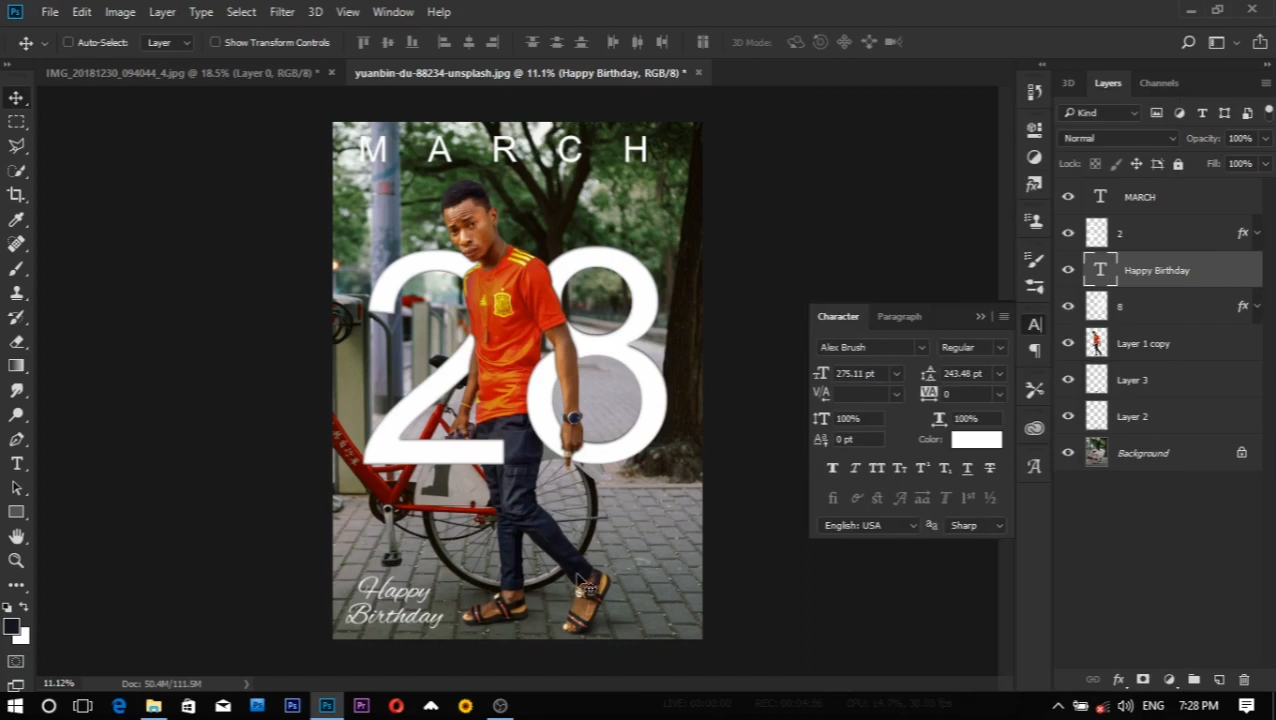 File Edit Image Layer Type Select Filter 3D View Window Help
Auto-Select: Layer Show Transform Controls 3D Mode:
IMG_20181230_094044_4.jpg @ 18.5% (Layer 0, RGB/8) * yuanbin-du-88234-unsplash.jpg @ 11.1% (Happy Birthday, RGB/8) *
3D Layers Channels
Kind
Normal Opacity: 100%
Lock: Fill: 100%
MARCH
2 fx
Happy Birthday
8 fx
Layer 1 copy
Layer 3
Layer 2
Background
M A R C H
28
Happy
Birthday
Character Paragraph
Alex Brush Regular
275.11 pt 243.48 pt
0
100% 100%
0 pt Color:
English: USA Sharp
11.12% Doc: 50.4M/111.5M
ENG 7:28 PM